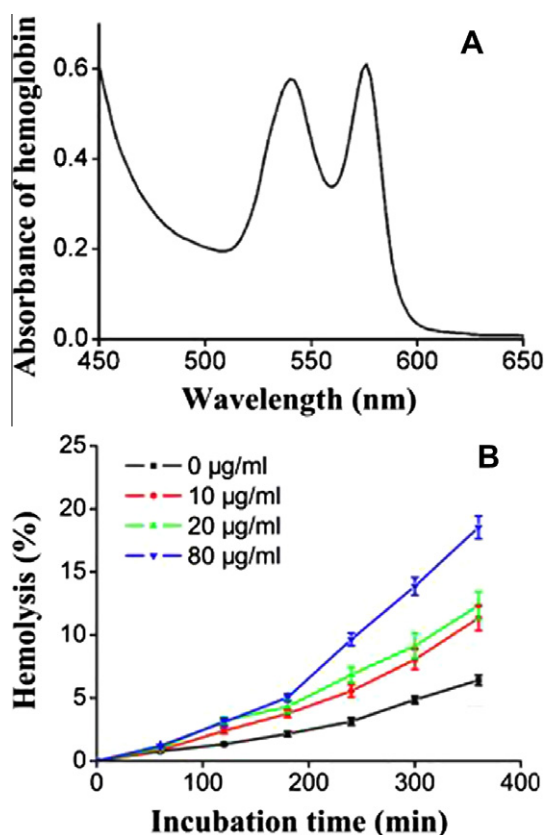 A
Absorbance of hemoglobin
0.6
0.4
0.2
0.0
450 500 550 600 650
Wavelength (nm)
B
Hemolysis (%)
25
20
15
10
5
0
0 µg/ml
10 µg/ml
20 µg/ml
80 µg/ml
0 100 200 300 400
Incubation time (min)